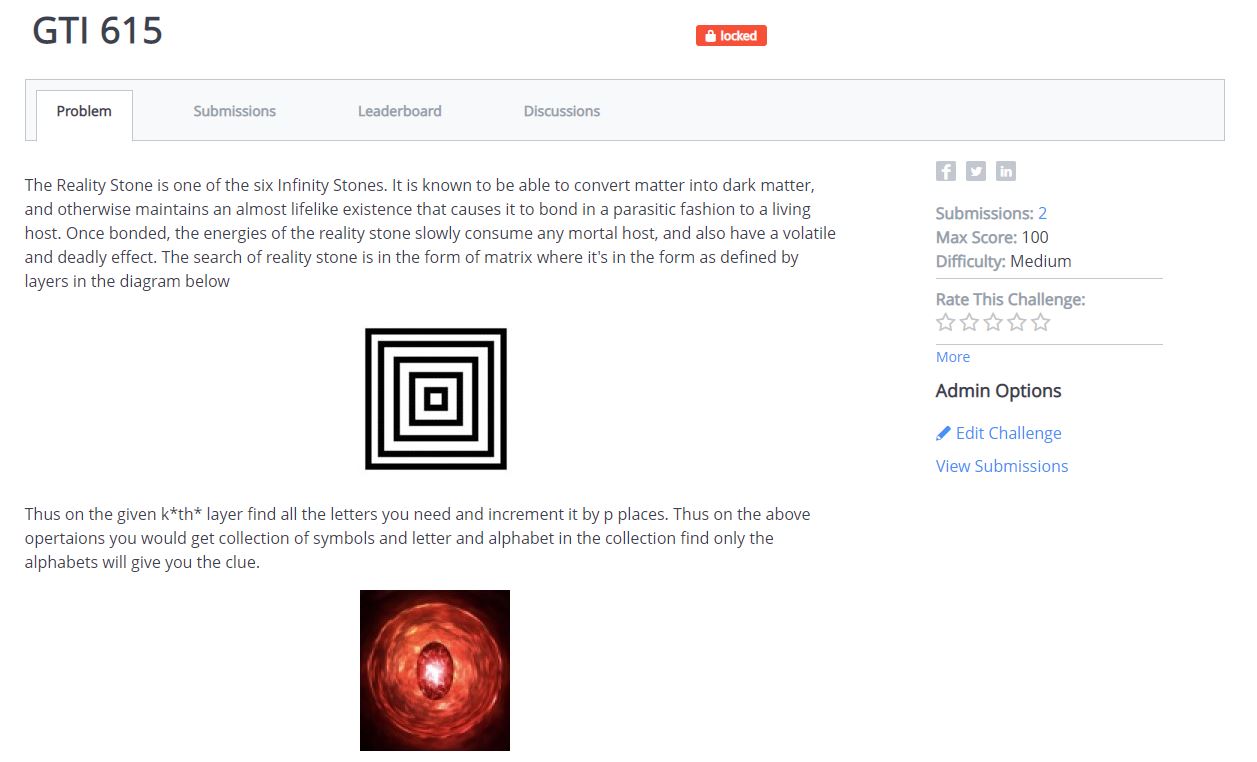 GTI 615
locked
Problem
Submissions
Leaderboard
Discussions
The Reality Stone is one of the six Infinity Stones. It is known to be able to convert matter into dark matter,
and otherwise maintains an almost lifelike existence that causes it to bond in a parasitic fashion to a living
host. Once bonded, the energies of the reality stone slowly consume any mortal host, and also have a volatile
and deadly effect. The search of reality stone is in the form of matrix where it's in the form as defined by
layers in the diagram below
Thus on the given k*th* layer find all the letters you need and increment it by p places. Thus on the above
opertaions you would get collection of symbols and letter and alphabet in the collection find only the
alphabets will give you the clue.
Submissions: 2
Max Score: 100
Difficulty: Medium
Rate This Challenge:
More
Admin Options
Edit Challenge
View Submissions